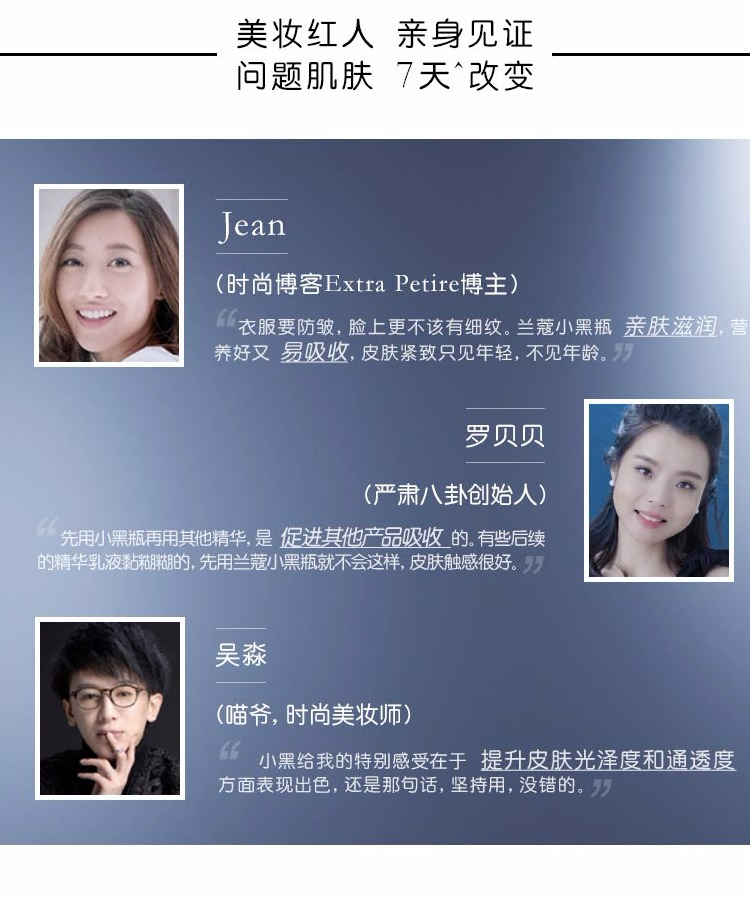 美妆红人 亲身见证
问题肌肤 7天^改变
Jean
（时尚博客Extra Petire博主）
“衣服要防皱，脸上更不该有细纹。兰蔻小黑瓶 亲肤滋润，营
养好又 易吸收，皮肤紧致只见年轻，不见年龄。”
罗贝贝
（严肃八卦创始人）
“先用小黑瓶再用其他精华，是 促进其他产品吸收 的。有些后续
的精华乳液黏糊糊的，先用兰蔻小黑瓶就不会这样，皮肤触感很好。”
吴淼
（喵爷，时尚美妆师）
“ 小黑给我的特别感受在于 提升皮肤光泽度和通透度
方面表现出色，还是那句话，坚持用，没错的。”